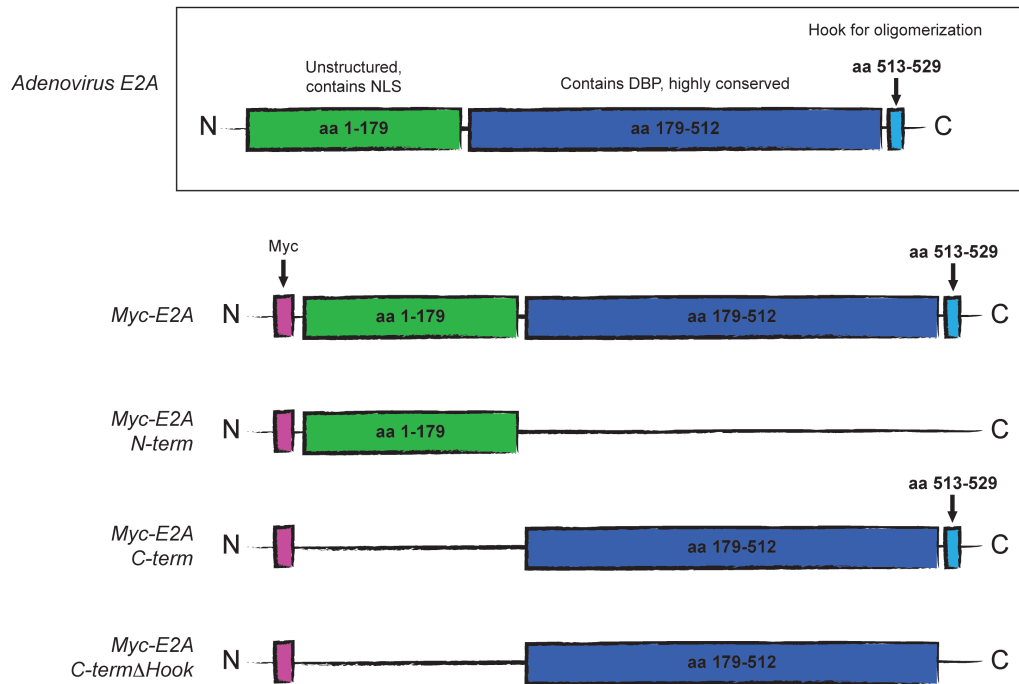 Hook for oligomerization
Adenovirus E2A
Unstructured,
contains NLS
Contains DBP, highly conserved
aa 513-529
N
aa 1-179
aa 179-512
C
Myc
aa 513-529
Myc-E2A
N
aa 1-179
aa 179-512
C
Myc-E2A
N-term
N
aa 1-179
C
aa 513-529
Myc-E2A
C-term
N
aa 179-512
C
Myc-E2A
C-termΔHook
N
aa 179-512
C